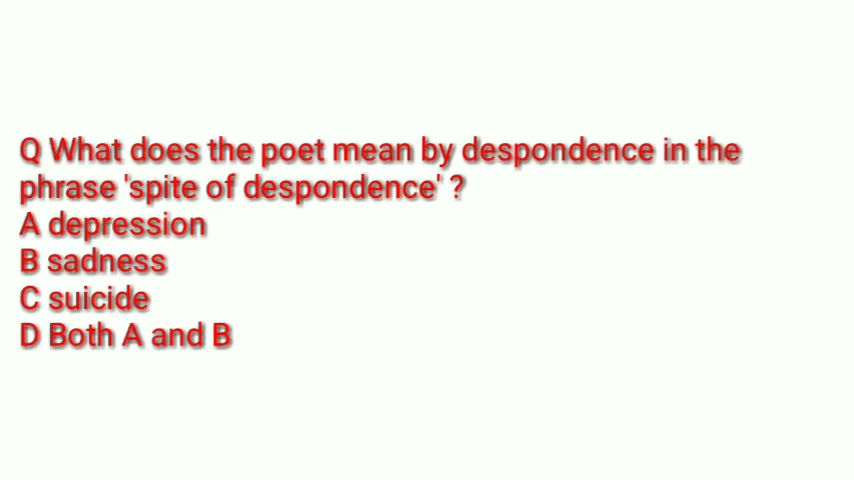 Q What does the poet mean by despondence in the
phrase 'spite of despondence' ?
A depression
B sadness
C suicide
D Both A and B